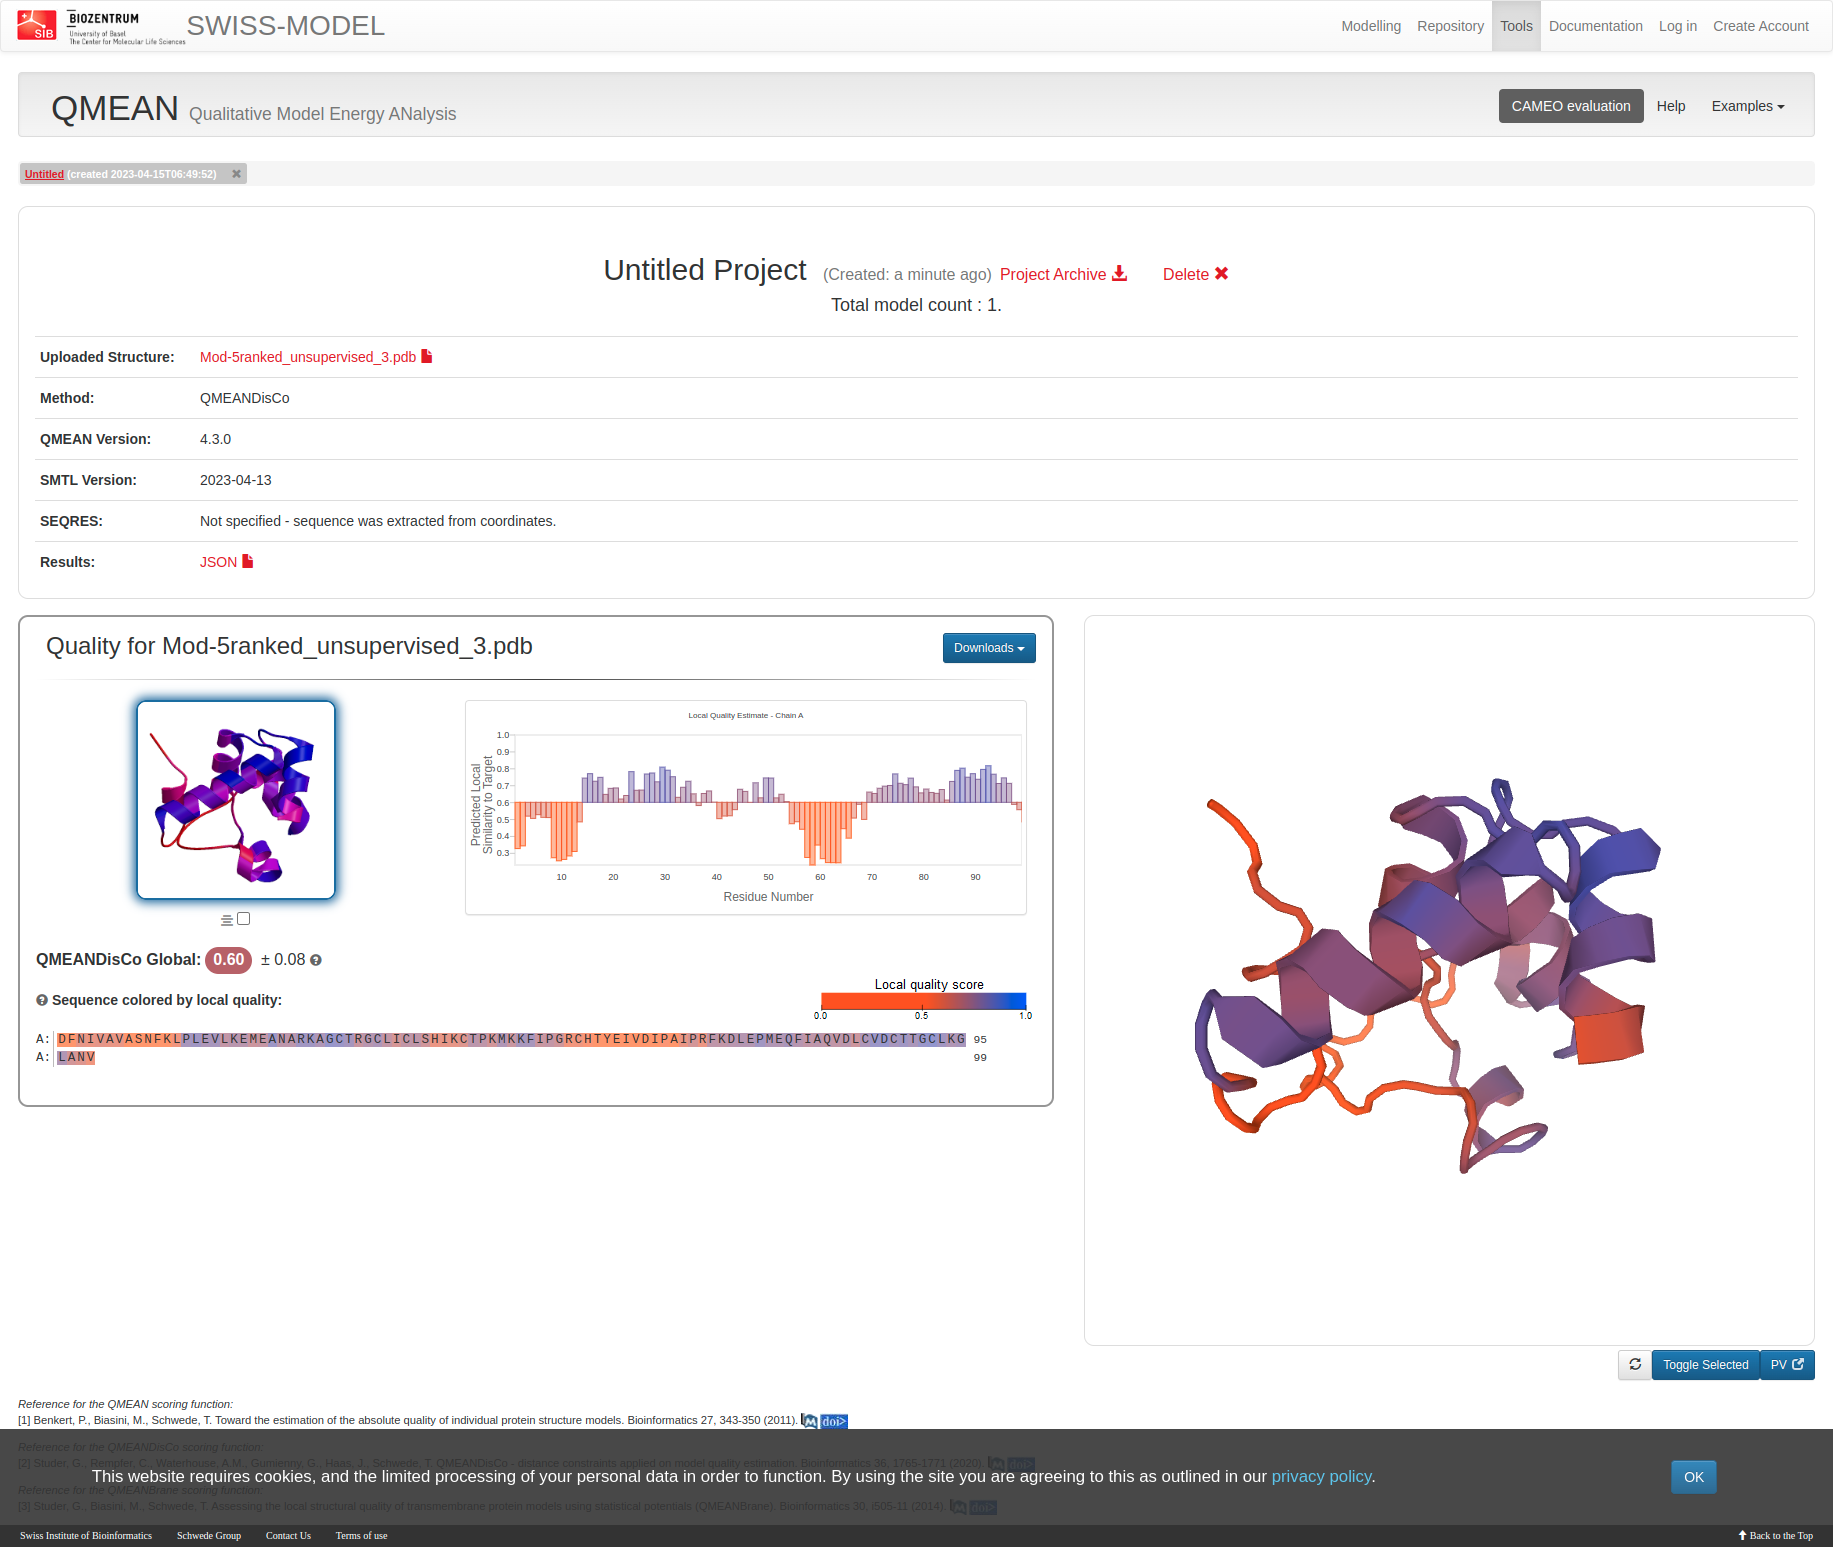 SIB
BIOZENTRUM
University of Basel
The Center for Molecular Life Sciences
SWISS-MODEL
Modelling Repository Tools Documentation Log in Create Account
QMEAN Qualitative Model Energy ANalysis
CAMEO evaluation Help Examples
Untitled (created 2023-04-15T06:49:52)
Untitled Project (Created: a minute ago) Project Archive Delete
Total model count : 1.
Uploaded Structure: Mod-5ranked_unsupervised_3.pdb
Method: QMEANDisCo
QMEAN Version: 4.3.0
SMTL Version: 2023-04-13
SEQRES: Not specified - sequence was extracted from coordinates.
Results: JSON
Quality for Mod-5ranked_unsupervised_3.pdb
Downloads
Local Quality Estimate - Chain A
Predicted Local
Similarity to Target
1.0
0.9
0.8
0.7
0.6
0.5
0.4
0.3
10 20 30 40 50 60 70 80 90
Residue Number
QMEANDisCo Global: 0.60 ± 0.08
Sequence colored by local quality:
Local quality score
0.0 0.5 1.0
A: DFNIVAVASNFKLPLEVLKEMEANARKAGCTRGCLICLSHIKCTPKMKKFIPGRCHTYEIVDIPAIPRFKDLEPMEQFIAQVDLCVDCTTGCLKG 95
A: LANV 99
Toggle Selected
PV
Reference for the QMEAN scoring function:
[1] Benkert, P., Biasini, M., Schwede, T. Toward the estimation of the absolute quality of individual protein structure models. Bioinformatics 27, 343-350 (2011). M doi>
Reference for the QMEANDisCo scoring function:
[2] Studer, G., Rempfer, C., Waterhouse, A.M., Gumienny, G., Haas, J., Schwede, T. QMEANDisCo - distance constraints applied on model quality estimation. Bioinformatics 36, 1765-1771 (2020). M doi>
This website requires cookies, and the limited processing of your personal data in order to function. By using the site you are agreeing to this as outlined in our privacy policy.
OK
Reference for the QMEANBrane scoring function:
[3] Studer, G., Biasini, M., Schwede, T. Assessing the local structural quality of transmembrane protein models using statistical potentials (QMEANBrane). Bioinformatics 30, i505-11 (2014). M doi>
Swiss Institute of Bioinformatics Schwede Group Contact Us Terms of use
Back to the Top